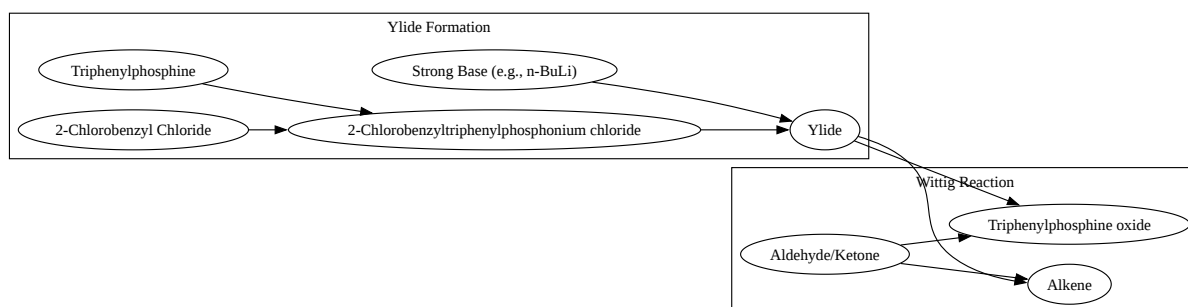 Ylide Formation
Triphenylphosphine
Strong Base (e.g., n-BuLi)
2-Chlorobenzyl Chloride
2-Chlorobenzyltriphenylphosphonium chloride
Ylide
Wittig Reaction
Triphenylphosphine oxide
Aldehyde/Ketone
Alkene